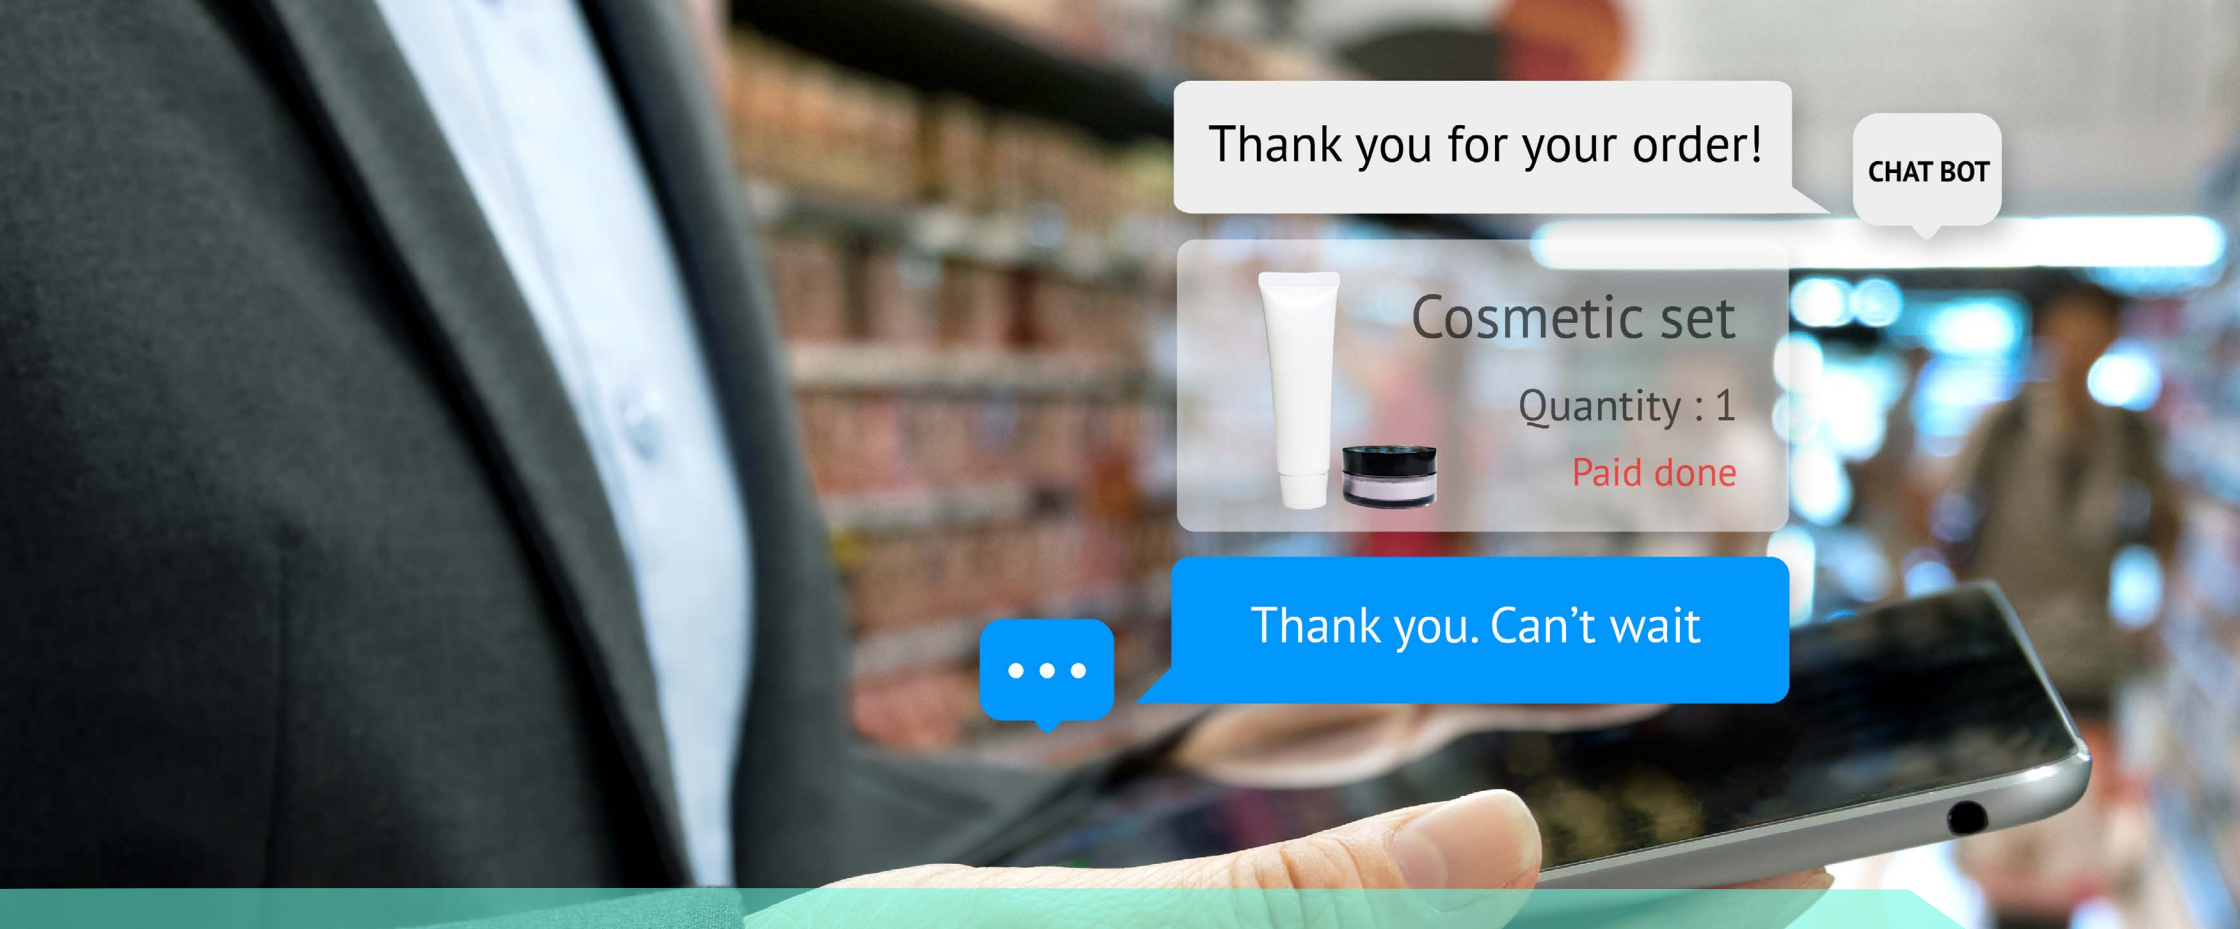 Thank you for your order!
CHAT BOT
Cosmetic set
Quantity : 1
Paid done
Thank you. Can’t wait